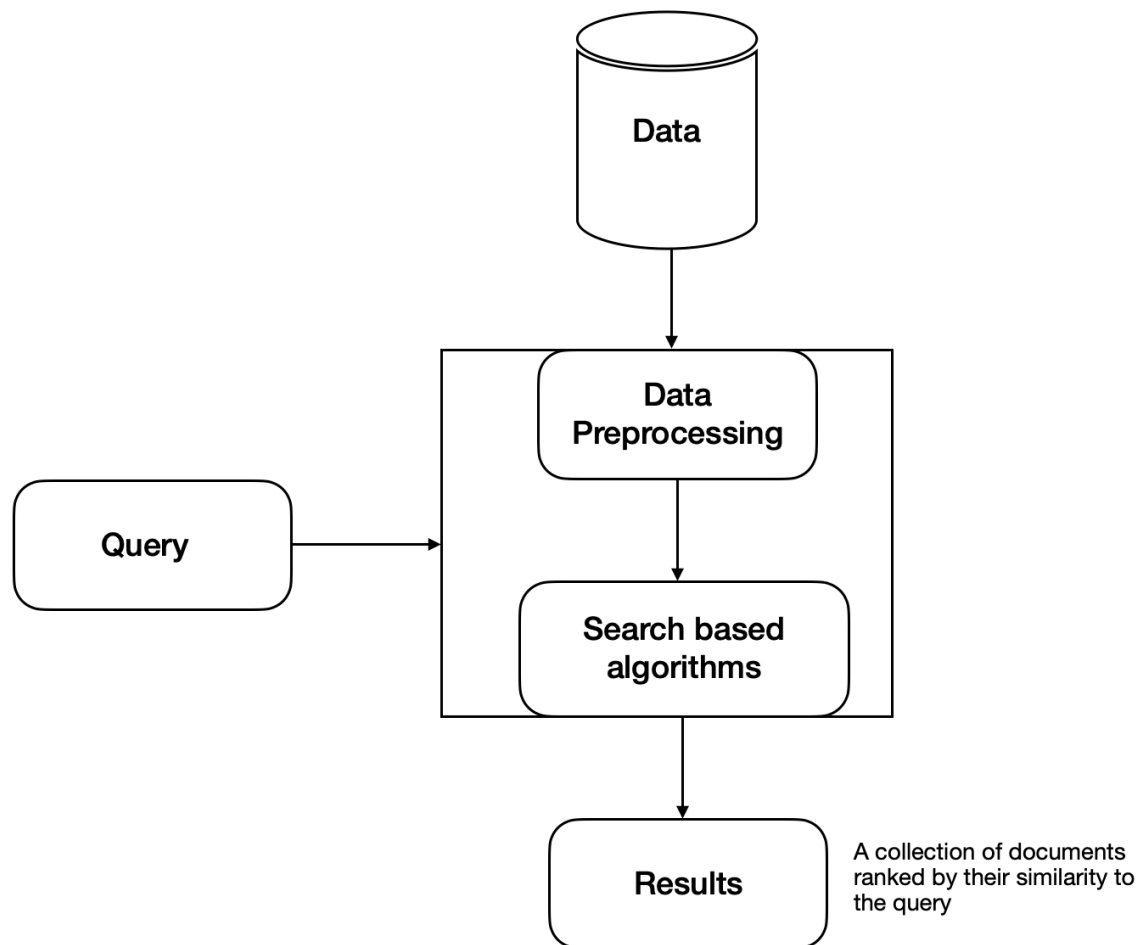 Data
Data
Preprocessing
Query
Search based
algorithms
Results
A collection of documents
ranked by their similarity to
the query